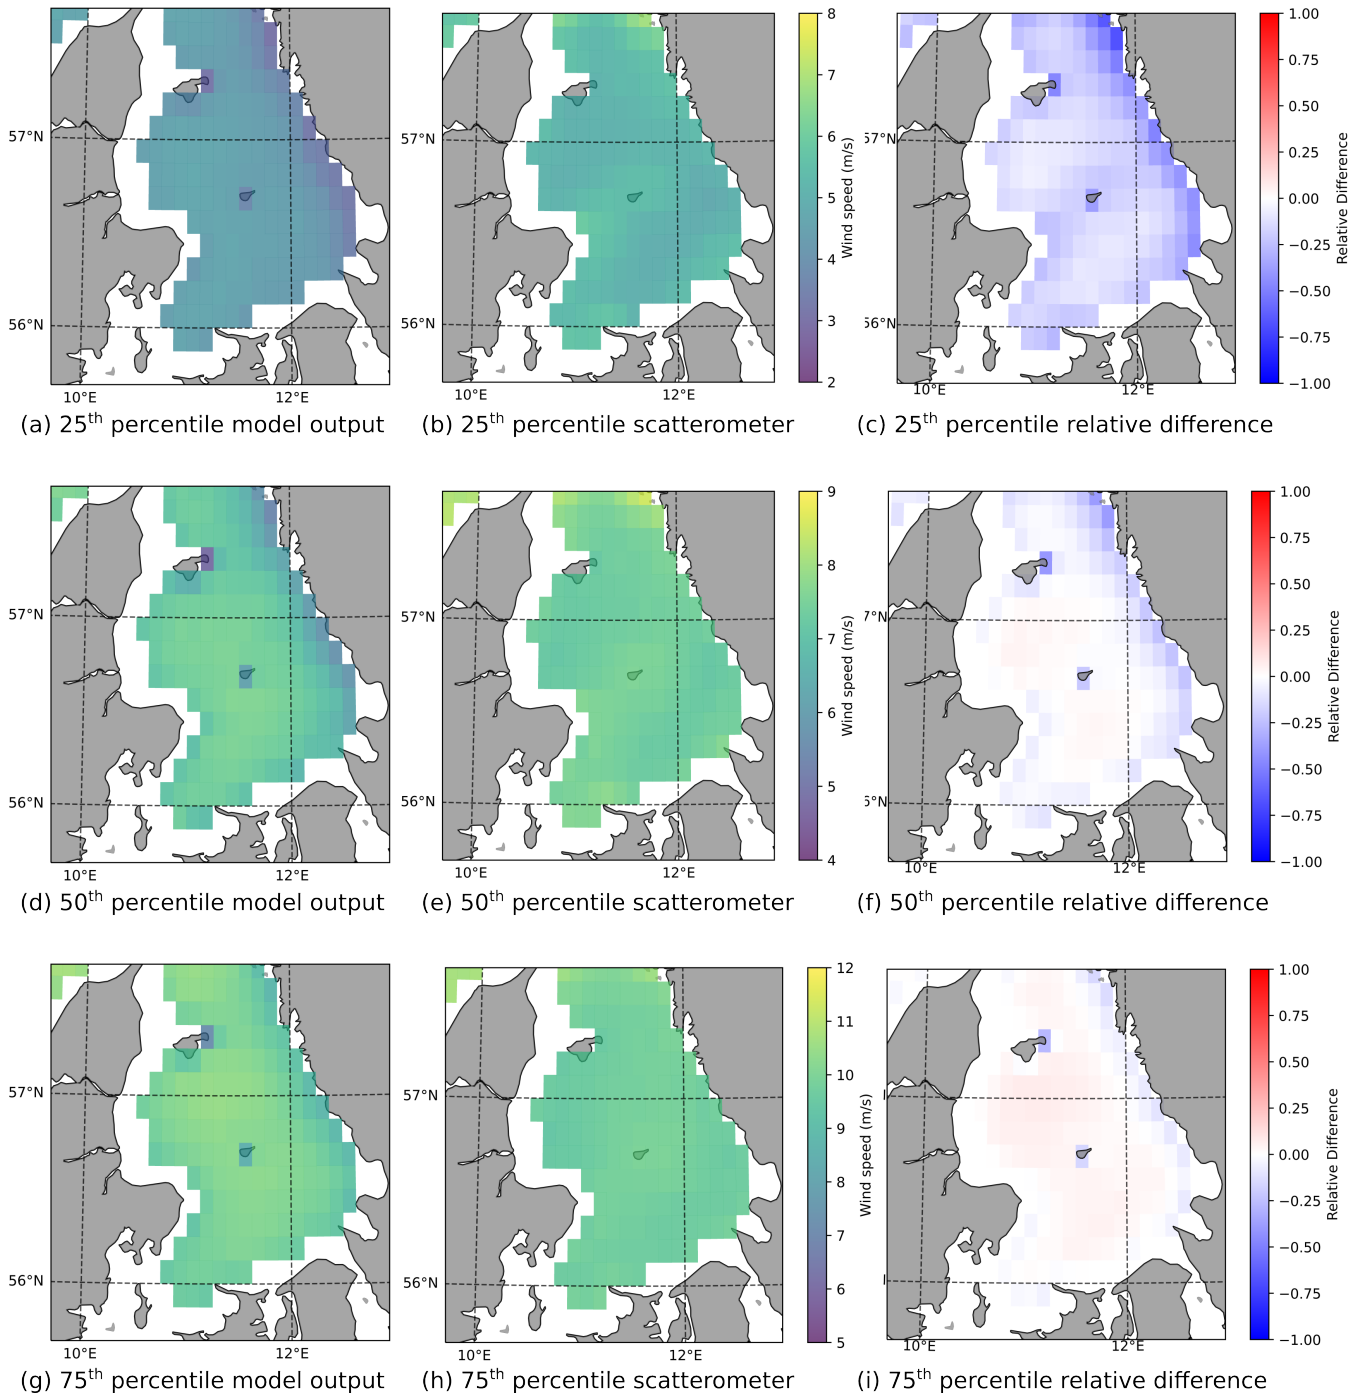 57°N
56°N
10°E
12°E
(a) 25th percentile model output
57°N
56°N
10°E
12°E
8
7
6
5
4
3
2
Wind speed (m/s)
(b) 25th percentile scatterometer
57°N
56°N
10°E
12°E
1.00
0.75
0.50
0.25
0.00
−0.25
−0.50
−0.75
−1.00
Relative Difference
(c) 25th percentile relative difference
57°N
56°N
10°E
12°E
(d) 50th percentile model output
57°N
56°N
10°E
12°E
9
8
7
6
5
4
Wind speed (m/s)
(e) 50th percentile scatterometer
7°N
5°N
10°E
12°E
1.00
0.75
0.50
0.25
0.00
−0.25
−0.50
−0.75
−1.00
Relative Difference
(f) 50th percentile relative difference
57°N
56°N
10°E
12°E
(g) 75th percentile model output
57°N
56°N
10°E
12°E
12
11
10
9
8
7
6
5
Wind speed (m/s)
(h) 75th percentile scatterometer
10°E
12°E
1.00
0.75
0.50
0.25
0.00
−0.25
−0.50
−0.75
−1.00
Relative Difference
(i) 75th percentile relative difference